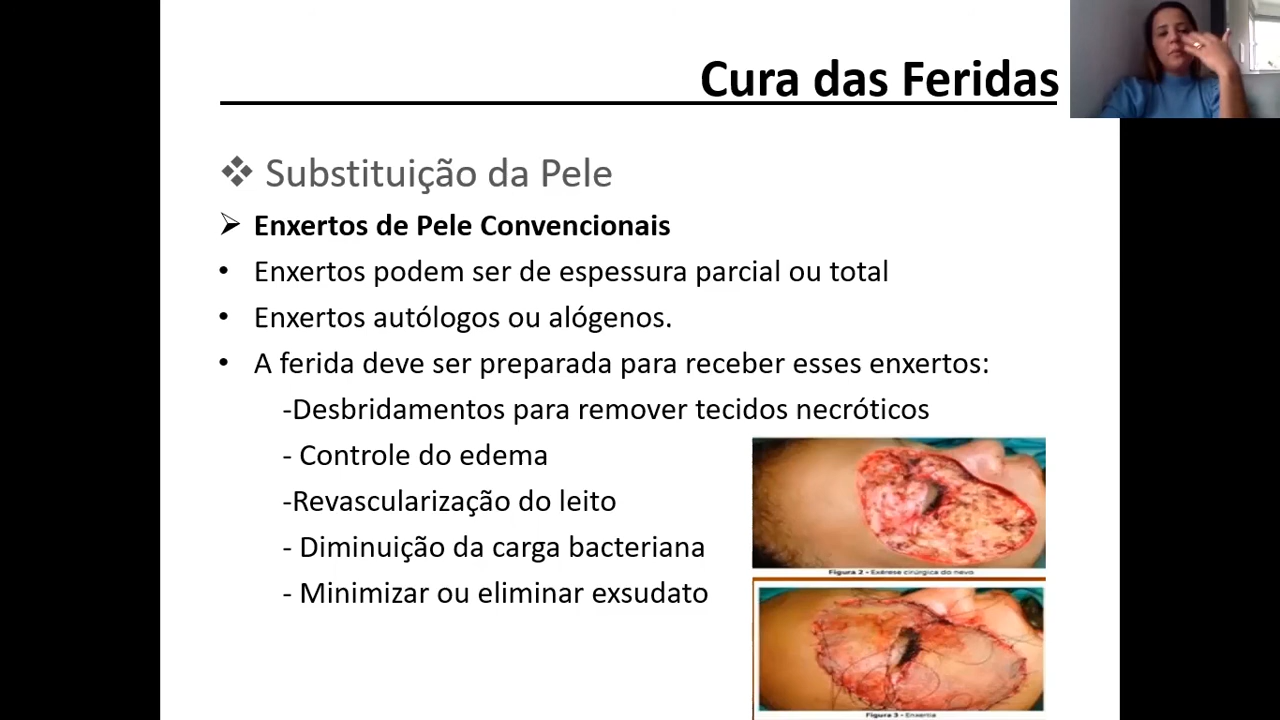 Cura das Feridas
❖ Substituição da Pele
➢ Enxertos de Pele Convencionais
• Enxertos podem ser de espessura parcial ou total
• Enxertos autólogos ou alógenos.
• A ferida deve ser preparada para receber esses enxertos:
-Desbridamentos para remover tecidos necróticos
- Controle do edema
-Revascularização do leito
- Diminuição da carga bacteriana
- Minimizar ou eliminar exsudato
Figura 2 - Exérese cirúrgica do nevo.
Figura 3 - Enxertia